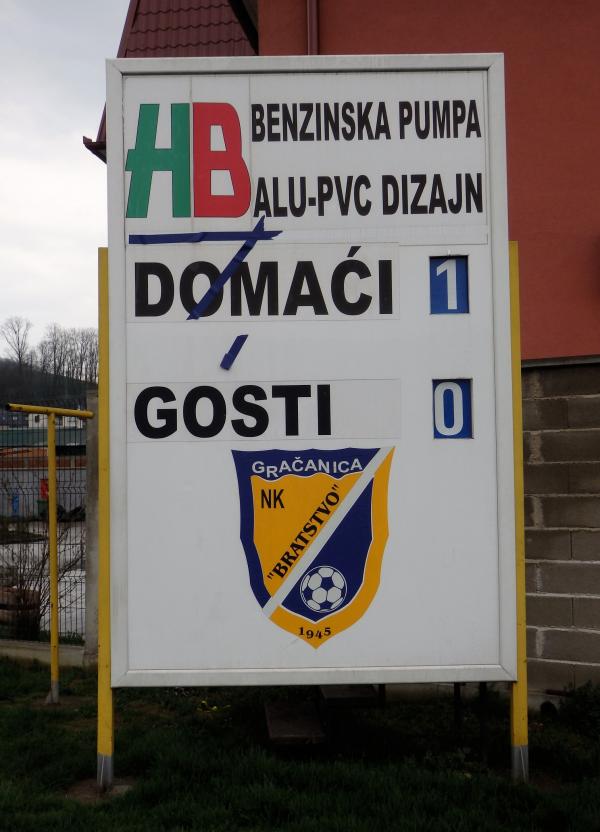 HB BENZINSKA PUMPA
ALU-PVC DIZAJN
DOMAĆI 1
GOSTI 0
GRAČANICA
NK
"BRATSTVO"
1945